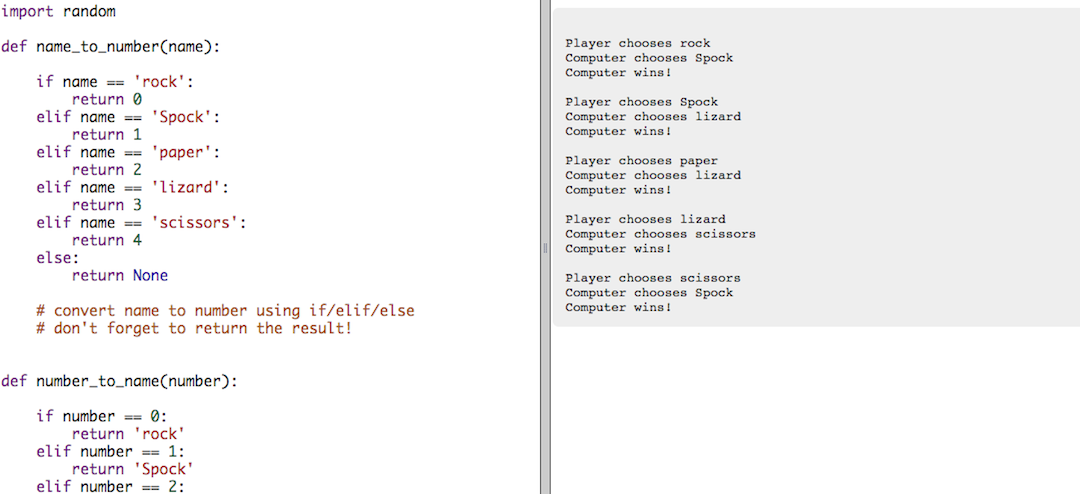 import random
def name_to_number(name):
if name == 'rock':
return 0
elif name == 'Spock':
return 1
elif name == 'paper':
return 2
elif name == 'lizard':
return 3
elif name == 'scissors':
return 4
else:
return None
# convert name to number using if/elif/else
# don't forget to return the result!
def number_to_name(number):
if number == 0:
return 'rock'
elif number == 1:
return 'Spock'
elif number == 2:
Player chooses rock
Computer chooses Spock
Computer wins!
Player chooses Spock
Computer chooses lizard
Computer wins!
Player chooses paper
Computer chooses lizard
Computer wins!
Player chooses lizard
Computer chooses scissors
Computer wins!
Player chooses scissors
Computer chooses Spock
Computer wins!